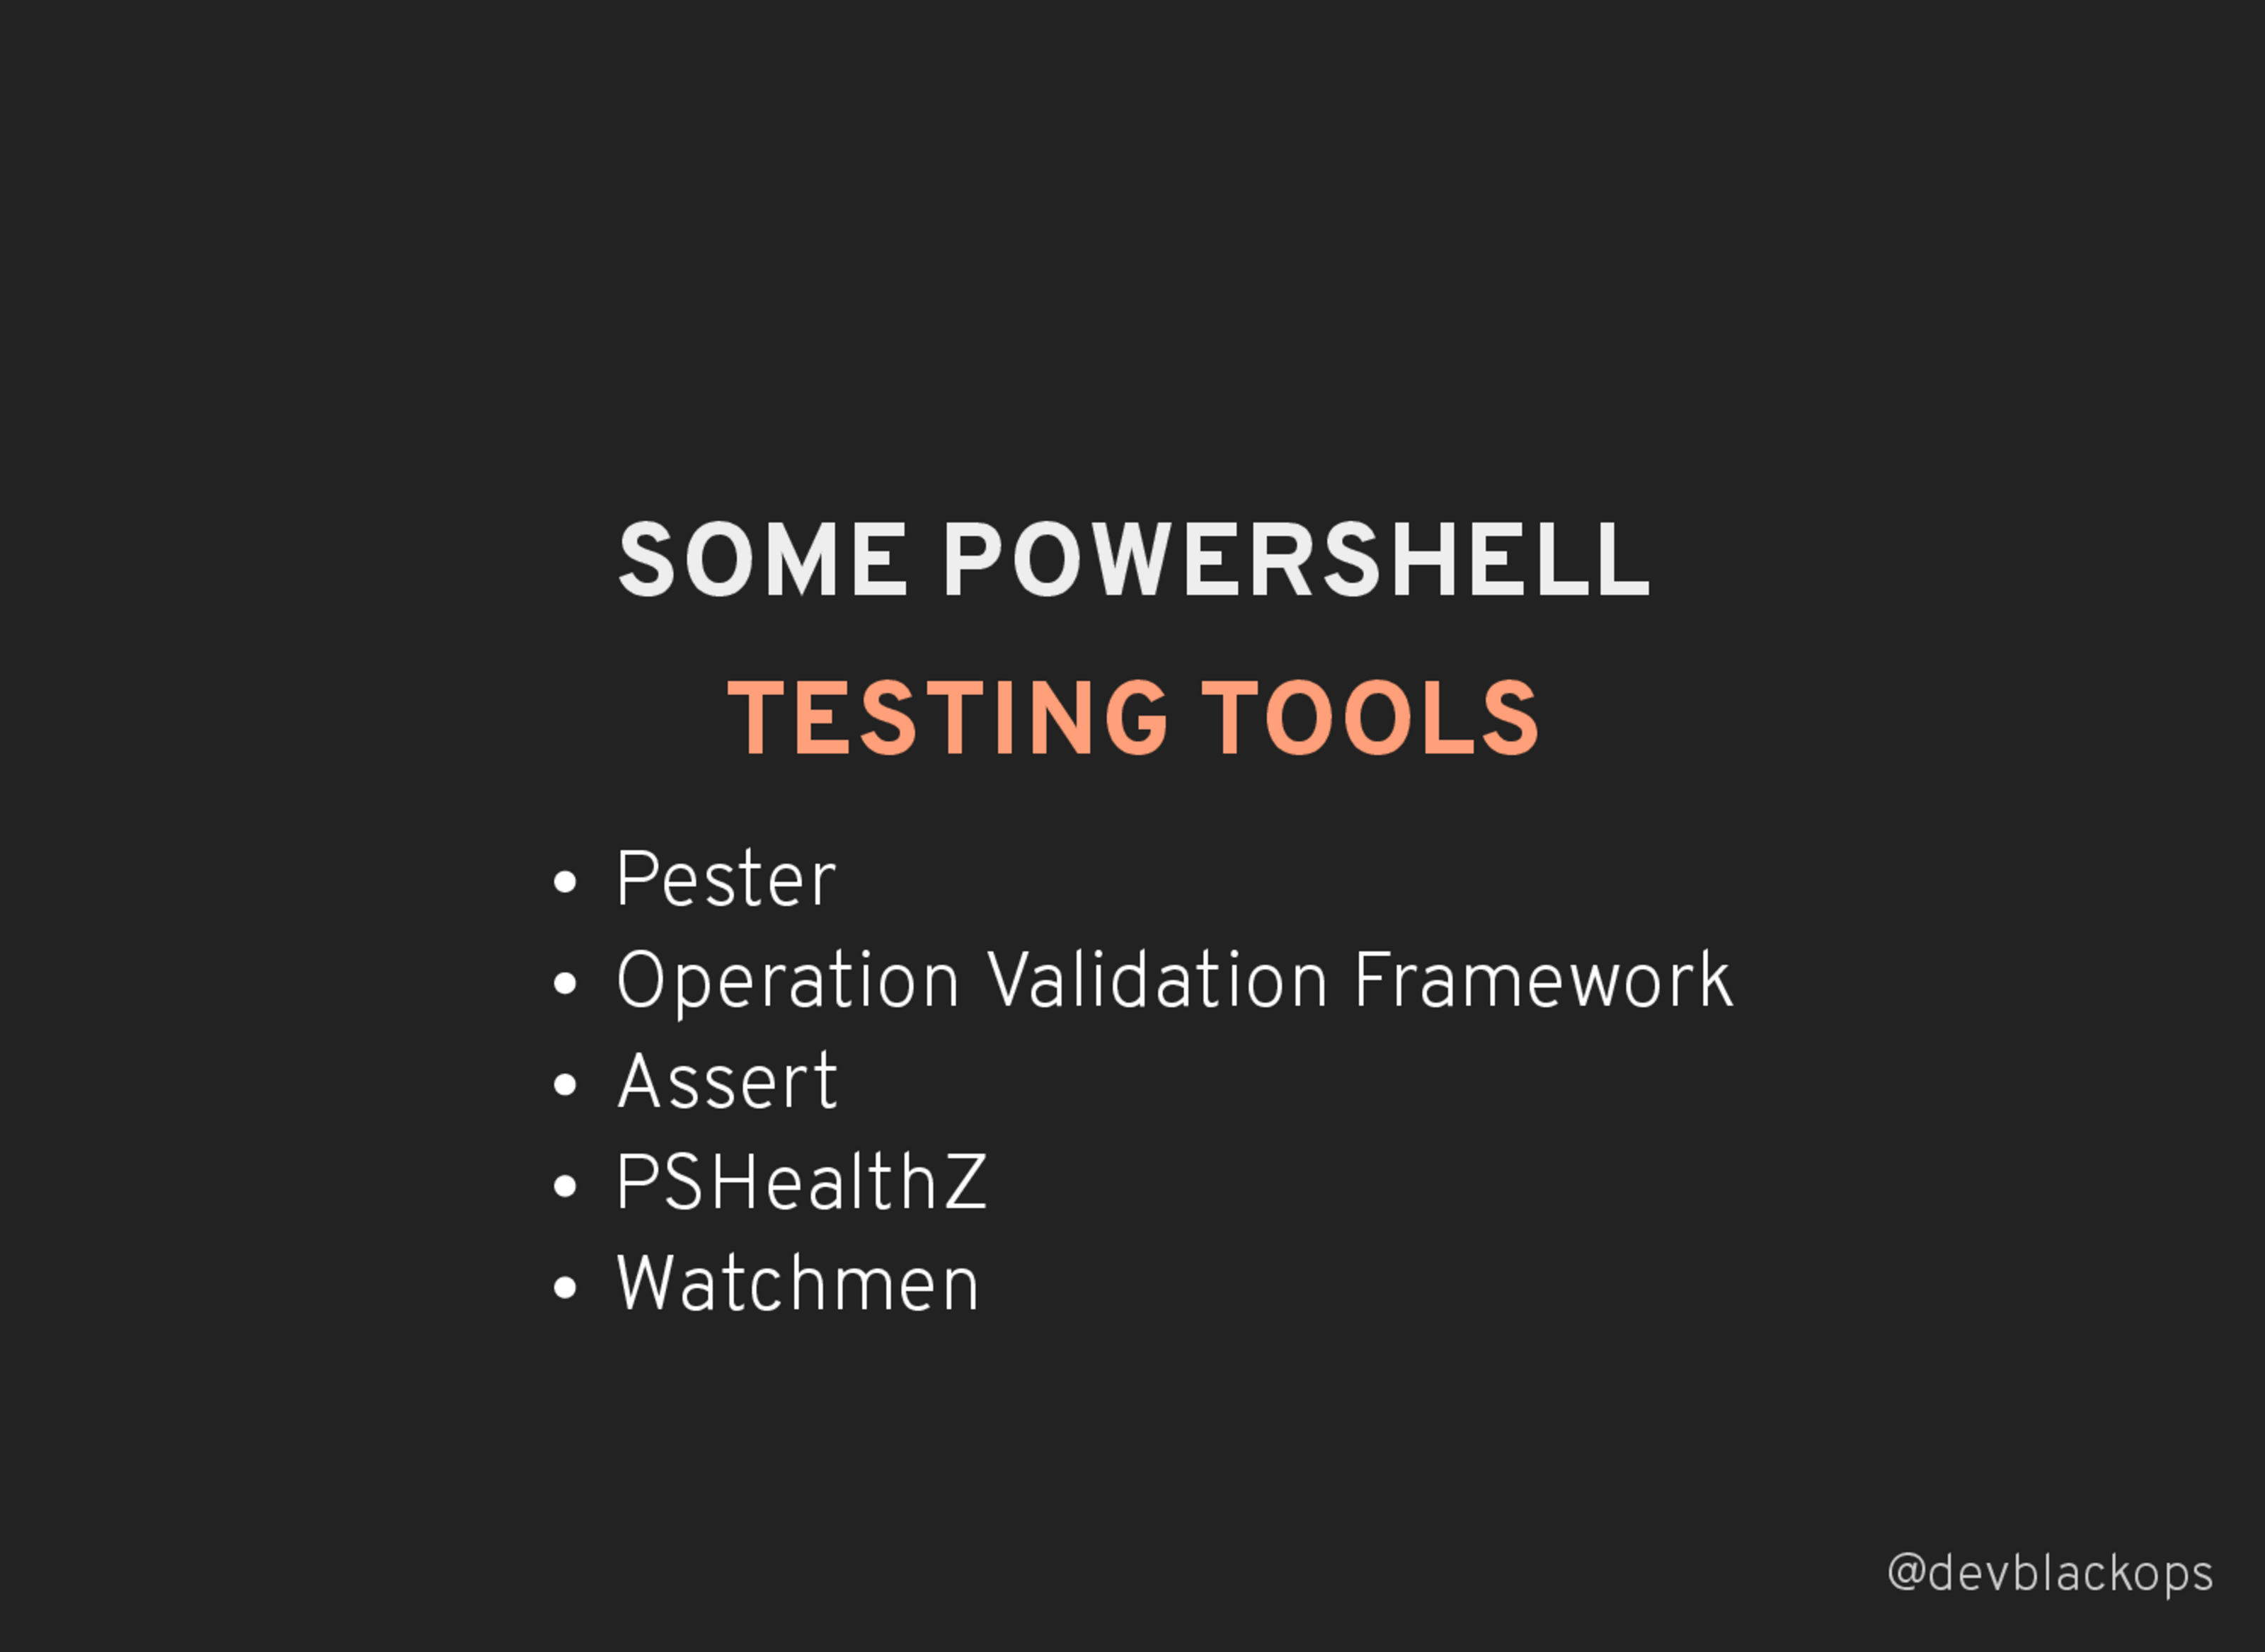 SOME POWERSHELL
TESTING TOOLS
• Pester
• Operation Validation Framework
• Assert
• PSHealthZ
• Watchmen
@devblackops